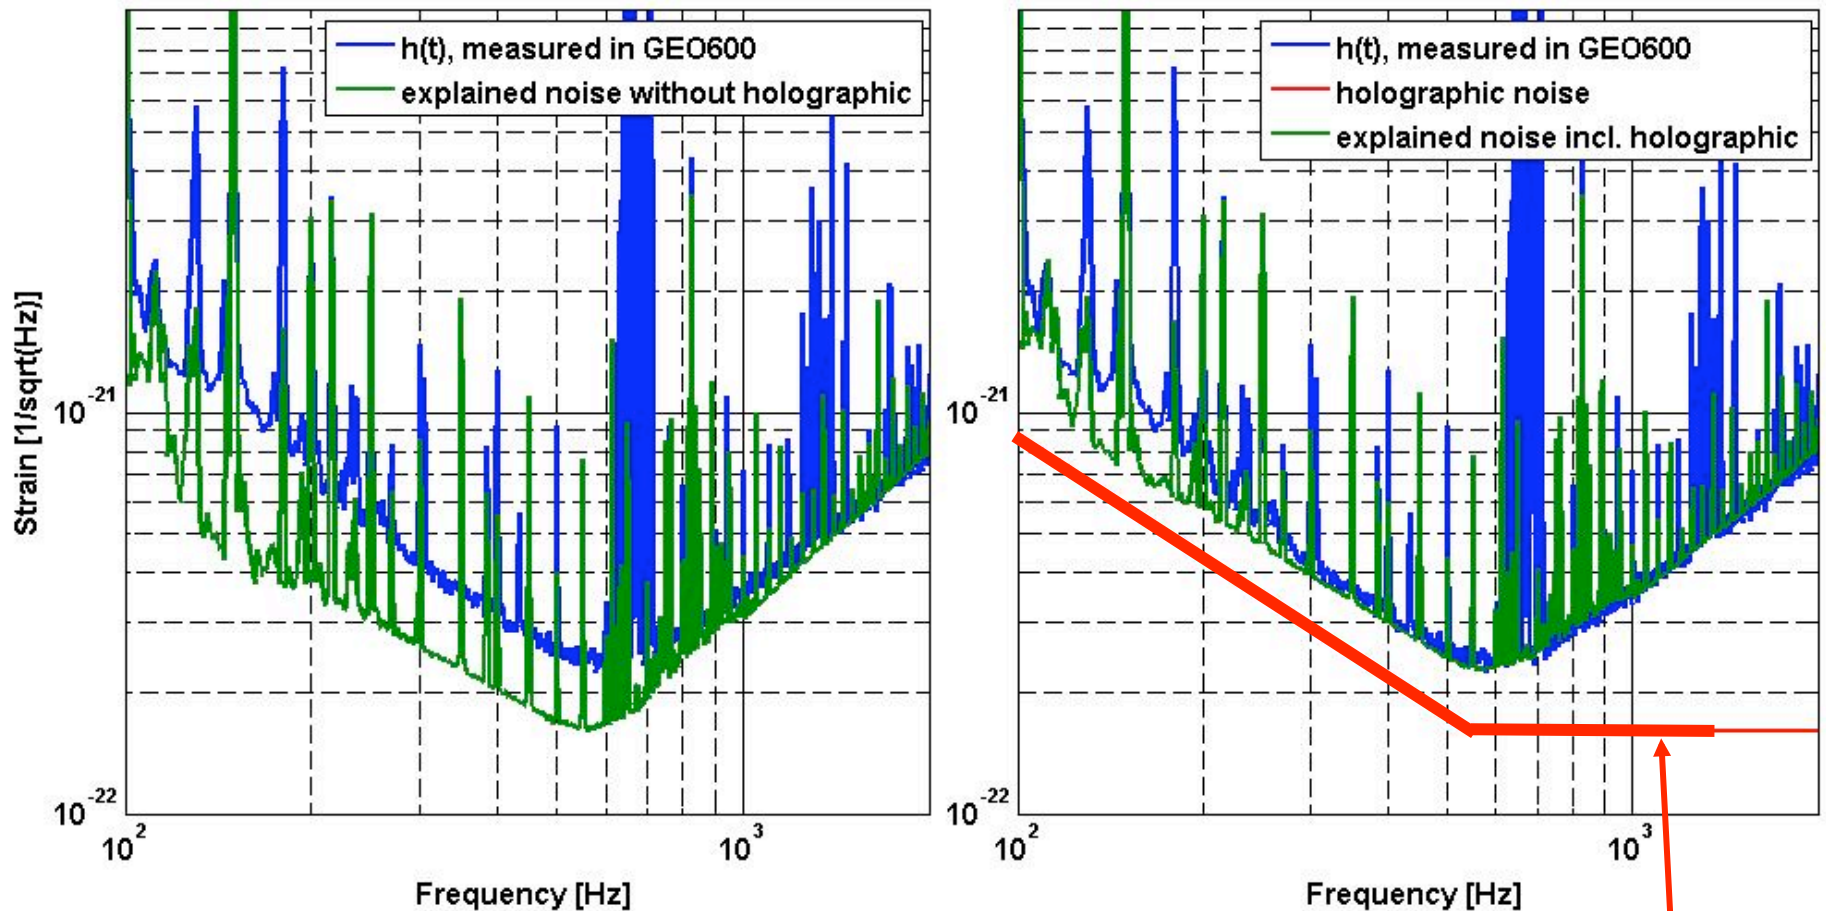 h(t), measured in GEO600
explained noise without holographic
Strain [1/sqrt(Hz)]
10^-21
10^-22
10^2
10^3
Frequency [Hz]
h(t), measured in GEO600
holographic noise
explained noise incl. holographic
10^-21
10^-22
10^2
10^3
Frequency [Hz]